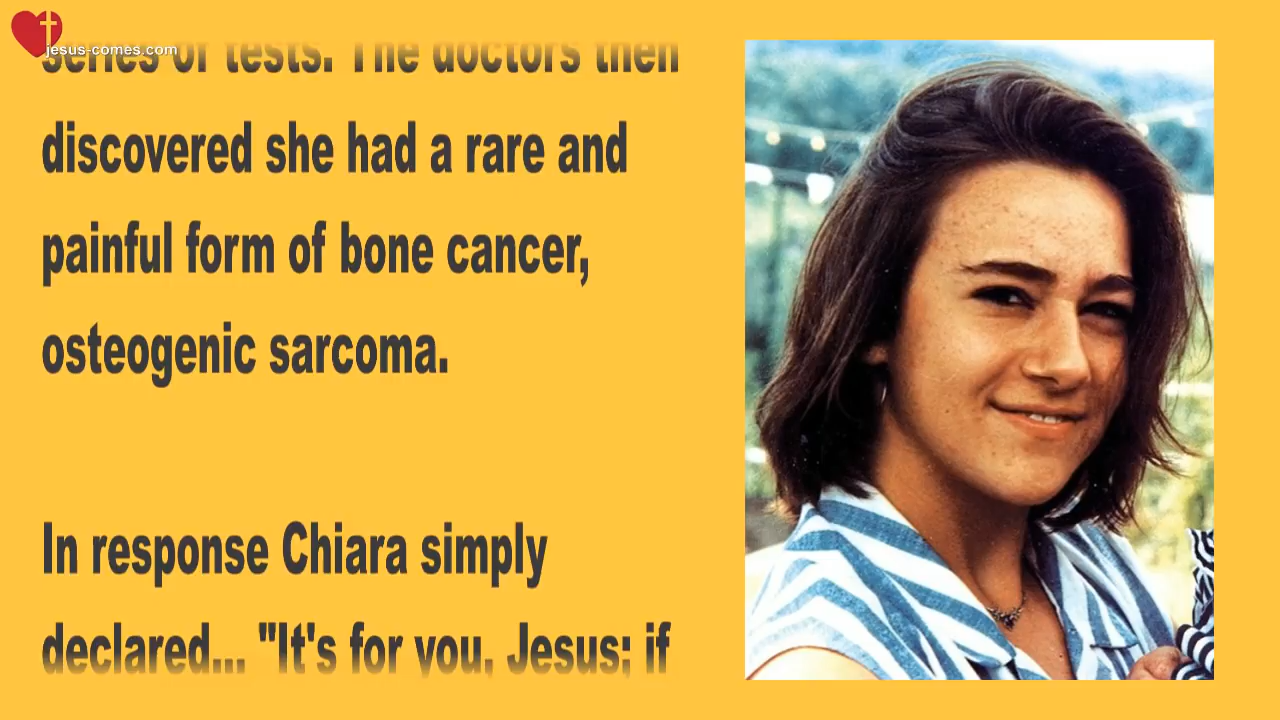 jesus-comes.com
series of tests. The doctors then
discovered she had a rare and
painful form of bone cancer,
osteogenic sarcoma.
In response Chiara simply
declared... "It's for you, Jesus; if